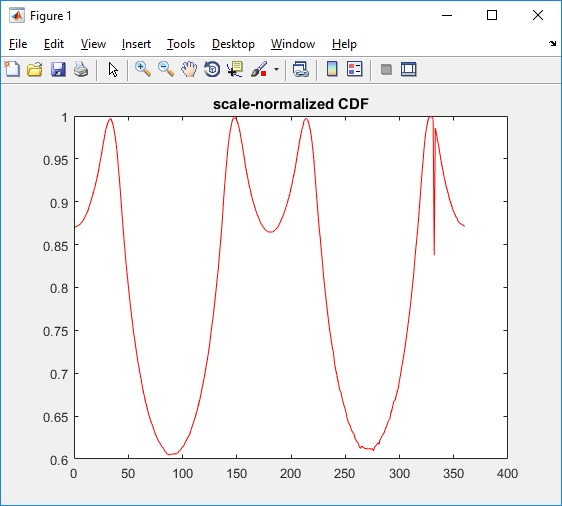 Figure 1
File Edit View Insert Tools Desktop Window Help
scale-normalized CDF
1
0.95
0.9
0.85
0.8
0.75
0.7
0.65
0.6
0 50 100 150 200 250 300 350 400